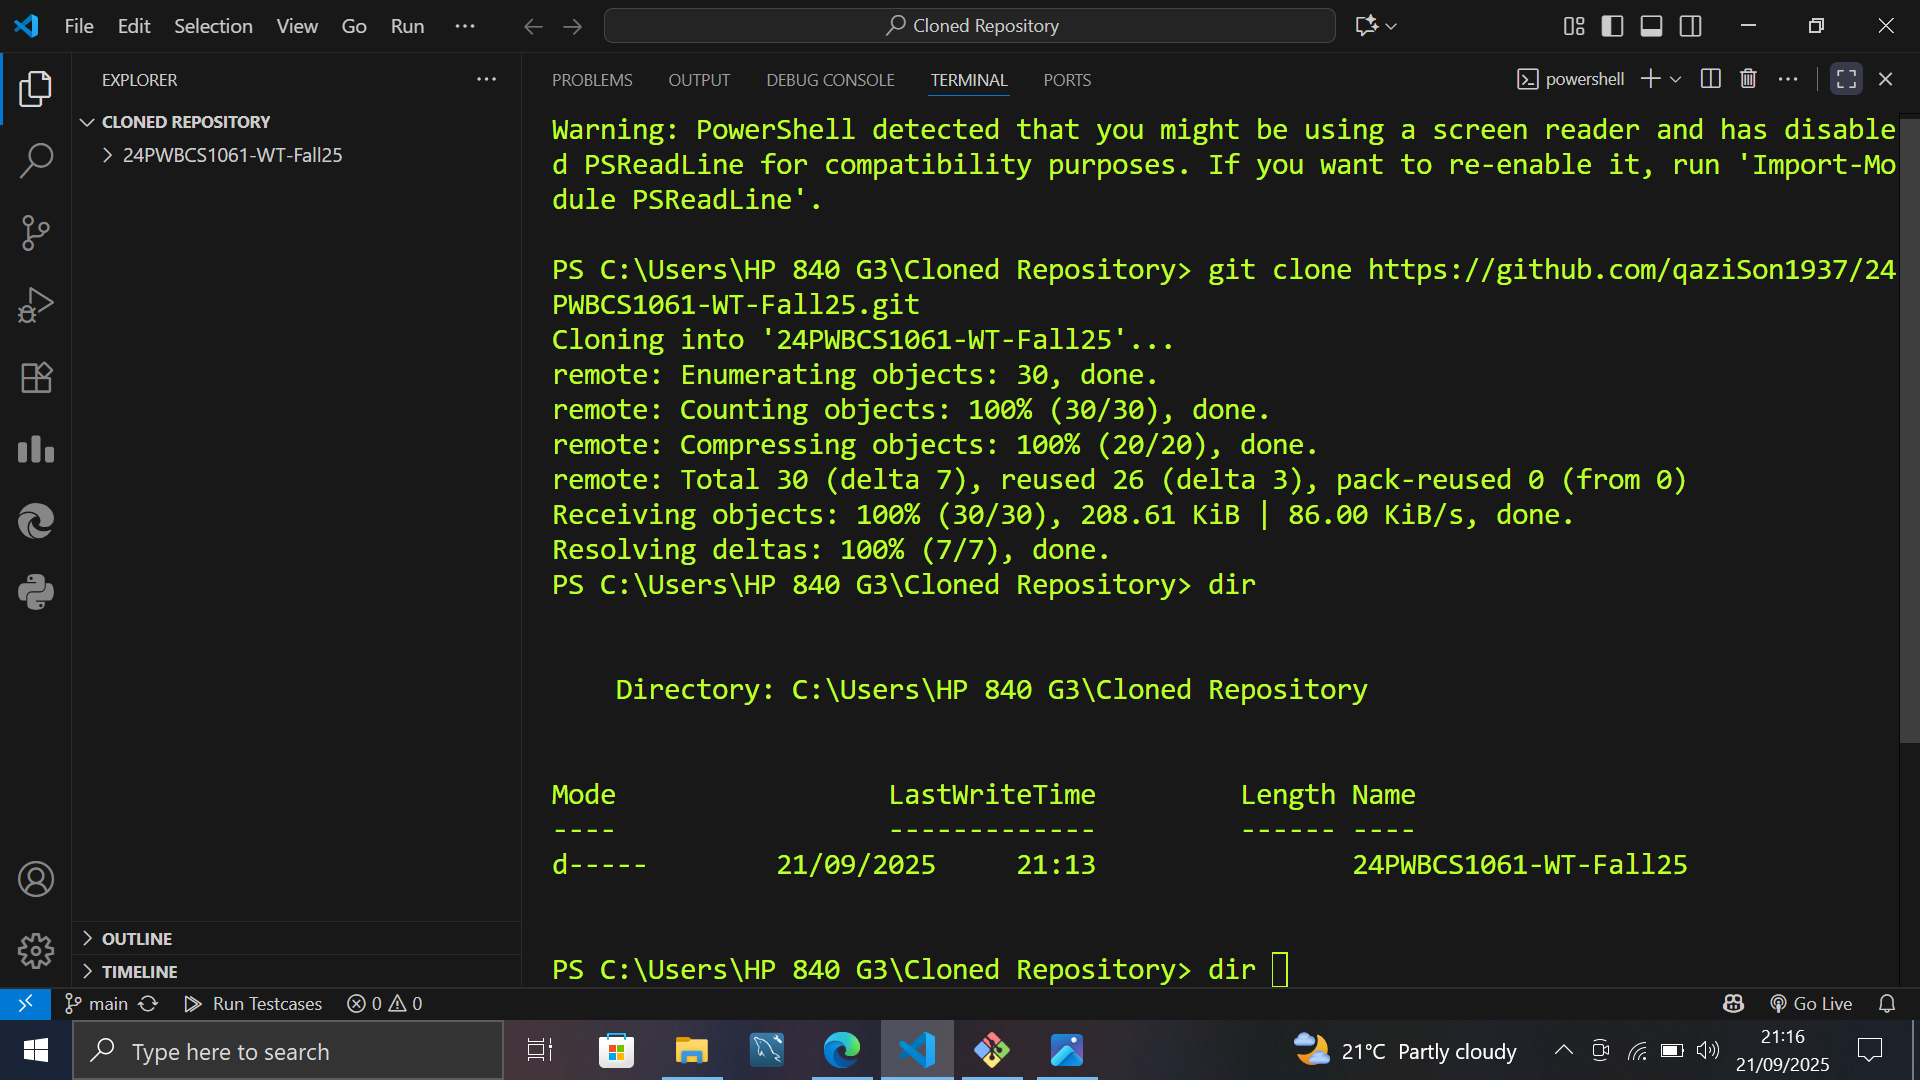 File Edit Selection View Go Run ··· Cloned Repository
EXPLORER
CLONED REPOSITORY
24PWBCS1061-WT-Fall25
OUTLINE
TIMELINE
PROBLEMS OUTPUT DEBUG CONSOLE TERMINAL PORTS powershell
Warning: PowerShell detected that you might be using a screen reader and has disable
d PSReadLine for compatibility purposes. If you want to re-enable it, run 'Import-Mo
dule PSReadLine'.
PS C:\Users\HP 840 G3\Cloned Repository> git clone https://github.com/qaziSon1937/24
PWBCS1061-WT-Fall25.git
Cloning into '24PWBCS1061-WT-Fall25'...
remote: Enumerating objects: 30, done.
remote: Counting objects: 100% (30/30), done.
remote: Compressing objects: 100% (20/20), done.
remote: Total 30 (delta 7), reused 26 (delta 3), pack-reused 0 (from 0)
Receiving objects: 100% (30/30), 208.61 KiB | 86.00 KiB/s, done.
Resolving deltas: 100% (7/7), done.
PS C:\Users\HP 840 G3\Cloned Repository> dir
Directory: C:\Users\HP 840 G3\Cloned Repository
Mode LastWriteTime Length Name
---- ------------- ------ ----
d----- 21/09/2025 21:13 24PWBCS1061-WT-Fall25
PS C:\Users\HP 840 G3\Cloned Repository> dir
main Run Testcases 0 0 Go Live
Type here to search 21°C Partly cloudy 21:16
21/09/2025